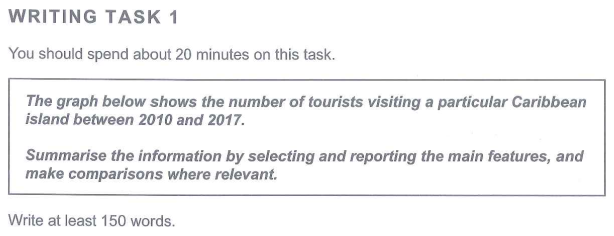 WRITING TASK 1
You should spend about 20 minutes on this task.
The graph below shows the number of tourists visiting a particular Caribbean
island between 2010 and 2017.
Summarise the information by selecting and reporting the main features, and
make comparisons where relevant.
Write at least 150 words.